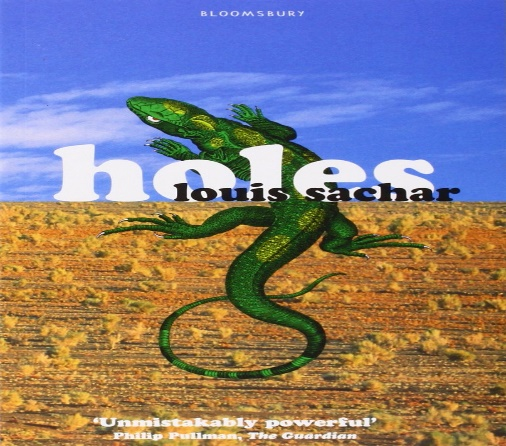 BLOOMSBURY
holes
louis sachar
‘Unmistakably powerful’
Philip Pullman, The Guardian